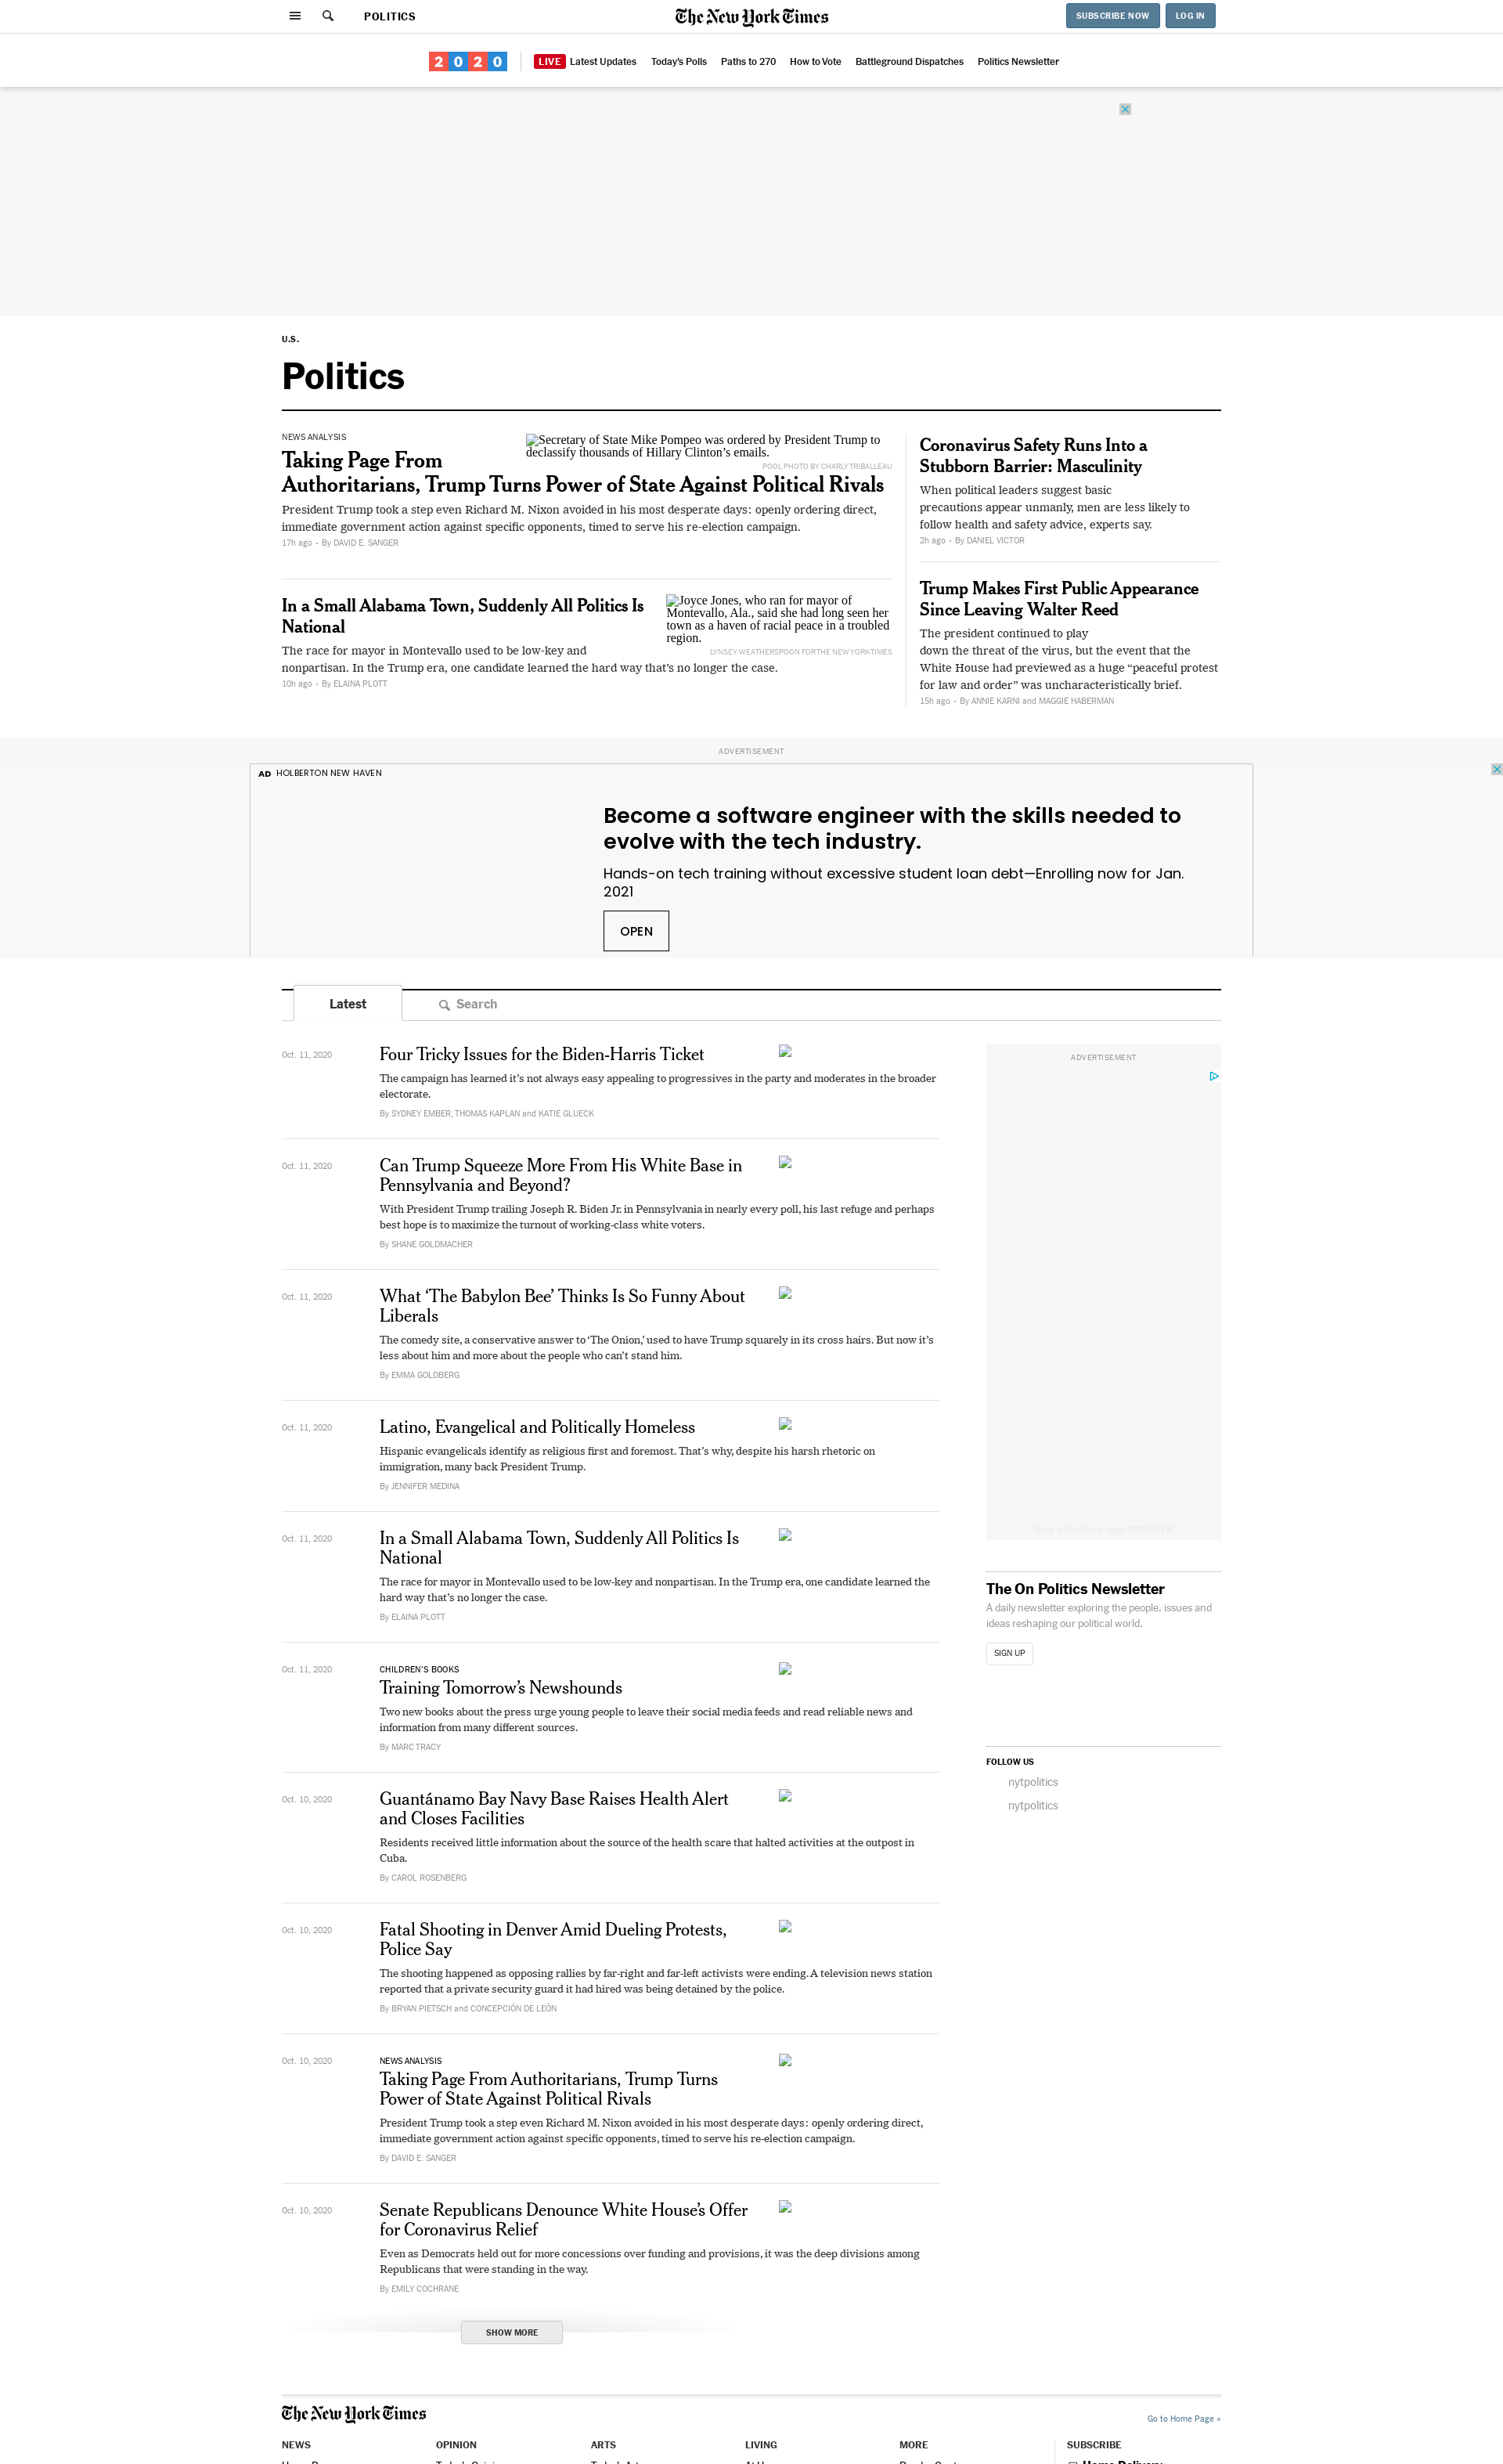 POLITICS
The New York Times
SUBSCRIBE NOW
LOG IN
2020
LIVE Latest Updates
Today's Polls
Paths to 270
How to Vote
Battleground Dispatches
Politics Newsletter
U.S.
Politics
NEWS ANALYSIS
Taking Page From
Authoritarians, Trump Turns Power of State Against Political Rivals
Secretary of State Mike Pompeo was ordered by President Trump to
declassify thousands of Hillary Clinton's emails.
POOL PHOTO BY CHARLY TRIBALLEAU
President Trump took a step even Richard M. Nixon avoided in his most desperate days: openly ordering direct,
immediate government action against specific opponents, timed to serve his re-election campaign.
17h ago • By DAVID E. SANGER
In a Small Alabama Town, Suddenly All Politics Is
National
Joyce Jones, who ran for mayor of
Montevallo, Ala., said she had long seen her
town as a haven of racial peace in a troubled
region.
LYNSEY WEATHERSPOON FOR THE NEW YORK TIMES
The race for mayor in Montevallo used to be low-key and
nonpartisan. In the Trump era, one candidate learned the hard way that's no longer the case.
10h ago • By ELAINA PLOTT
Coronavirus Safety Runs Into a
Stubborn Barrier: Masculinity
When political leaders suggest basic
precautions appear unmanly, men are less likely to
follow health and safety advice, experts say.
2h ago • By DANIEL VICTOR
Trump Makes First Public Appearance
Since Leaving Walter Reed
The president continued to play
down the threat of the virus, but the event that the
White House had previewed as a huge “peaceful protest
for law and order” was uncharacteristically brief.
15h ago • By ANNIE KARNI and MAGGIE HABERMAN
ADVERTISEMENT
AD HOLBERTON NEW HAVEN
Become a software engineer with the skills needed to
evolve with the tech industry.
Hands-on tech training without excessive student loan debt—Enrolling now for Jan.
2021
OPEN
Latest
Search
Oct. 11, 2020
Four Tricky Issues for the Biden-Harris Ticket
The campaign has learned it's not always easy appealing to progressives in the party and moderates in the broader
electorate.
By SYDNEY EMBER, THOMAS KAPLAN and KATIE GLUECK
Oct. 11, 2020
Can Trump Squeeze More From His White Base in
Pennsylvania and Beyond?
With President Trump trailing Joseph R. Biden Jr. in Pennsylvania in nearly every poll, his last refuge and perhaps
best hope is to maximize the turnout of working-class white voters.
By SHANE GOLDMACHER
Oct. 11, 2020
What ‘The Babylon Bee’ Thinks Is So Funny About
Liberals
The comedy site, a conservative answer to ‘The Onion,’ used to have Trump squarely in its cross hairs. But now it's
less about him and more about the people who can't stand him.
By EMMA GOLDBERG
Oct. 11, 2020
Latino, Evangelical and Politically Homeless
Hispanic evangelicals identify as religious first and foremost. That's why, despite his harsh rhetoric on
immigration, many back President Trump.
By JENNIFER MEDINA
Oct. 11, 2020
In a Small Alabama Town, Suddenly All Politics Is
National
The race for mayor in Montevallo used to be low-key and nonpartisan. In the Trump era, one candidate learned the
hard way that's no longer the case.
By ELAINA PLOTT
Oct. 11, 2020
CHILDREN'S BOOKS
Training Tomorrow's Newshounds
Two new books about the press urge young people to leave their social media feeds and read reliable news and
information from many different sources.
By MARC TRACY
Oct. 10, 2020
Guantánamo Bay Navy Base Raises Health Alert
and Closes Facilities
Residents received little information about the source of the health scare that halted activities at the outpost in
Cuba.
By CAROL ROSENBERG
Oct. 10, 2020
Fatal Shooting in Denver Amid Dueling Protests,
Police Say
The shooting happened as opposing rallies by far-right and far-left activists were ending. A television news station
reported that a private security guard it had hired was being detained by the police.
By BRYAN PIETSCH and CONCEPCIÓN DE LEÓN
Oct. 10, 2020
NEWS ANALYSIS
Taking Page From Authoritarians, Trump Turns
Power of State Against Political Rivals
President Trump took a step even Richard M. Nixon avoided in his most desperate days: openly ordering direct,
immediate government action against specific opponents, timed to serve his re-election campaign.
By DAVID E. SANGER
Oct. 10, 2020
Senate Republicans Denounce White House's Offer
for Coronavirus Relief
Even as Democrats held out for more concessions over funding and provisions, it was the deep divisions among
Republicans that were standing in the way.
By EMILY COCHRANE
SHOW MORE
ADVERTISEMENT
The On Politics Newsletter
A daily newsletter exploring the people, issues and
ideas reshaping our political world.
SIGN UP
FOLLOW US
nytpolitics
nytpolitics
The New York Times
Go to Home Page »
NEWS
OPINION
ARTS
LIVING
MORE
SUBSCRIBE